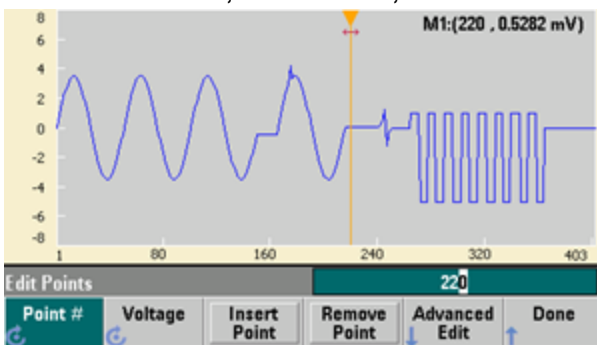 M1:(220 , 0.5282 mV)
8
6
4
2
0
-2
-4
-6
-8
1 80 160 240 320 403
Edit Points 220
Point # Voltage Insert Point Remove Point Advanced Edit Done